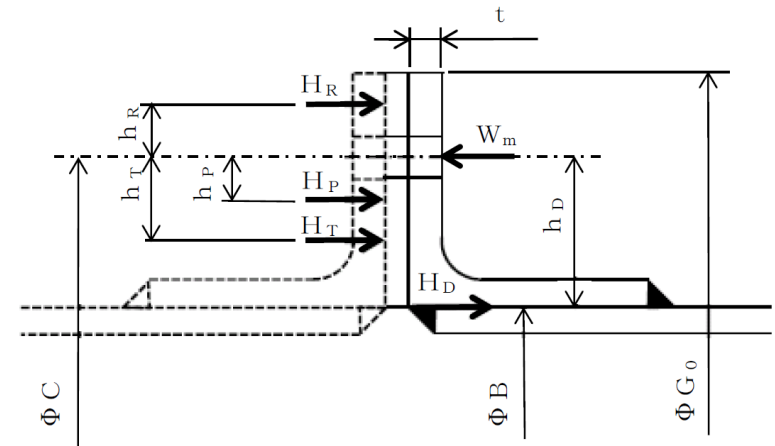 t
H R
W m
h R
h T
h P
H P
H T
h D
H D
Φ C
Φ B
Φ G 0